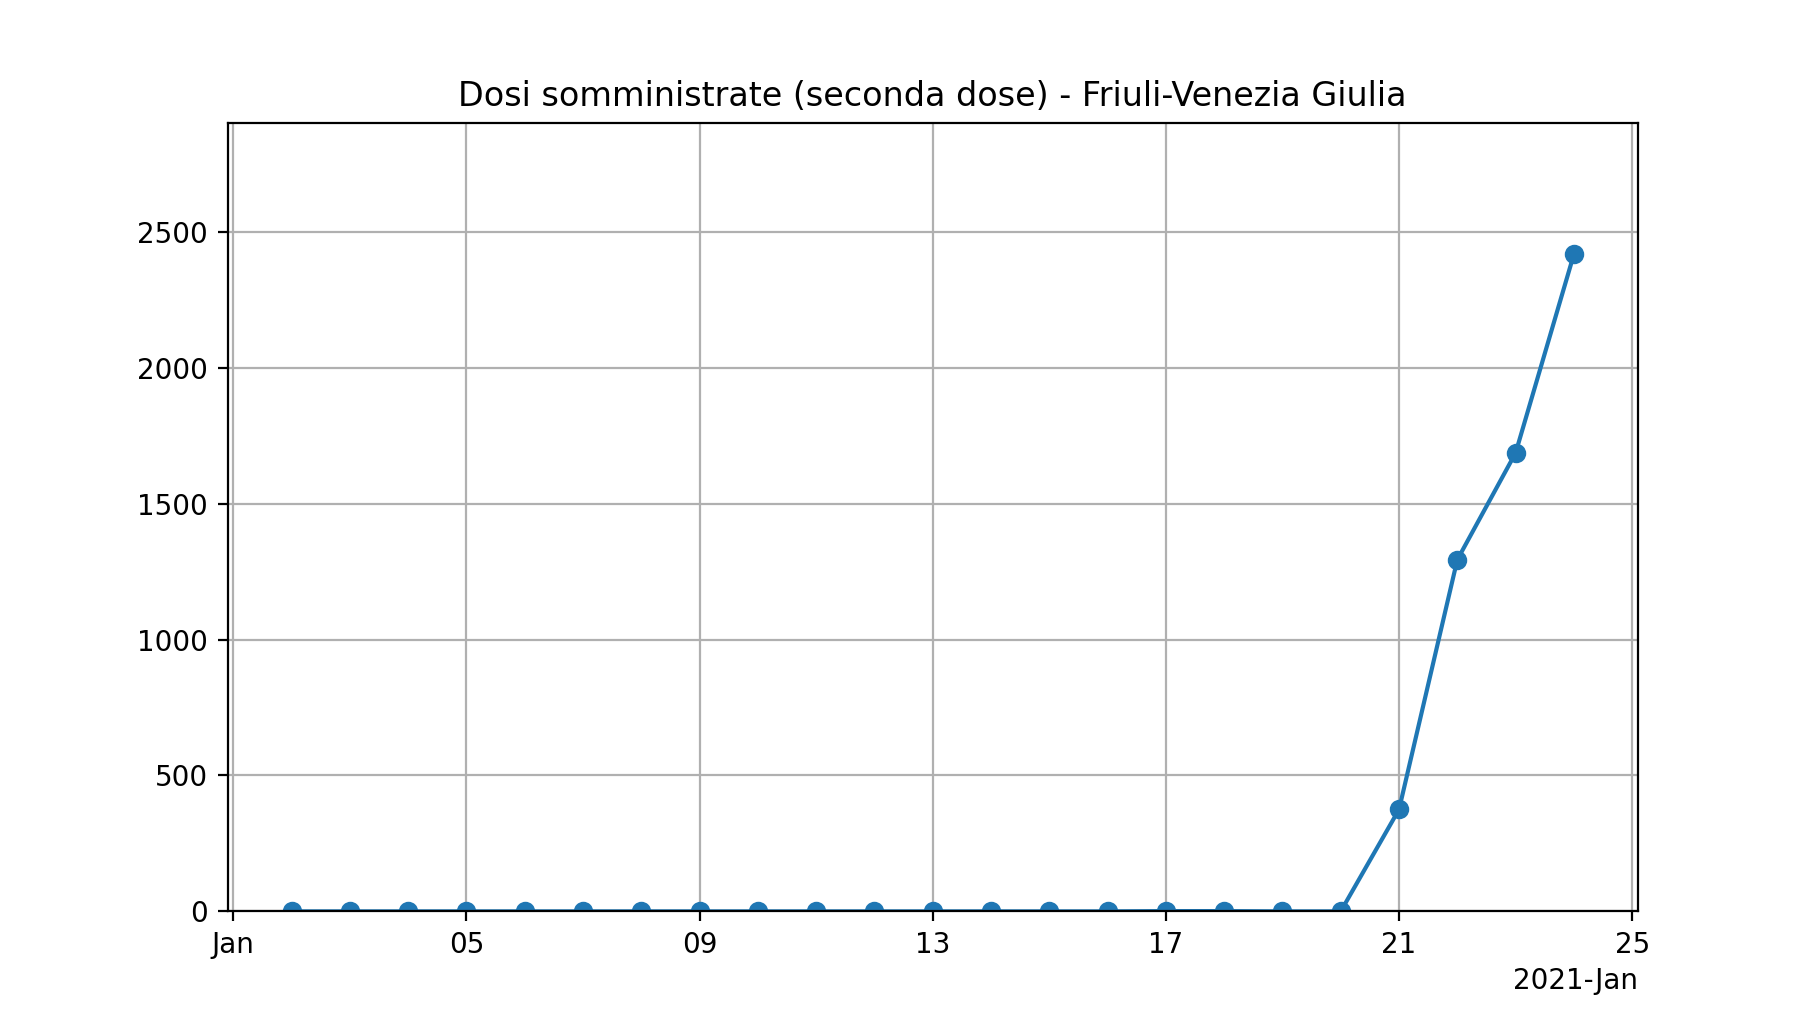 Dosi somministrate (seconda dose) - Friuli-Venezia Giulia
2500
2000
1500
1000
500
0
Jan 05 09 13 17 21 25
2021-Jan